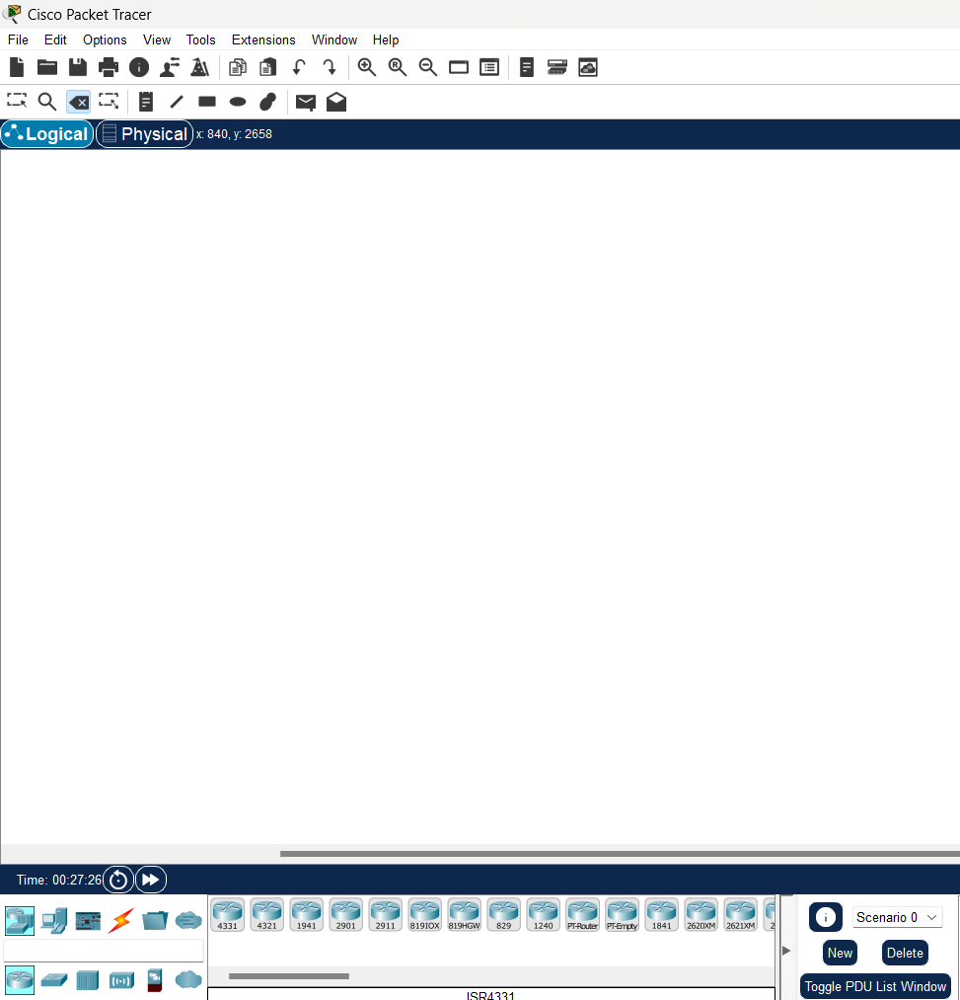 Cisco Packet Tracer
File Edit Options View Tools Extensions Window Help
Logical Physical x: 840, y: 2658
Time: 00:27:26
4331 4321 1941 2901 2911 819IOX 819HGW 829 1240 PT-Router PT-Empty 1841 2620XM 2621XM 2
Scenario 0
New Delete
Toggle PDU List Window
ISR4331